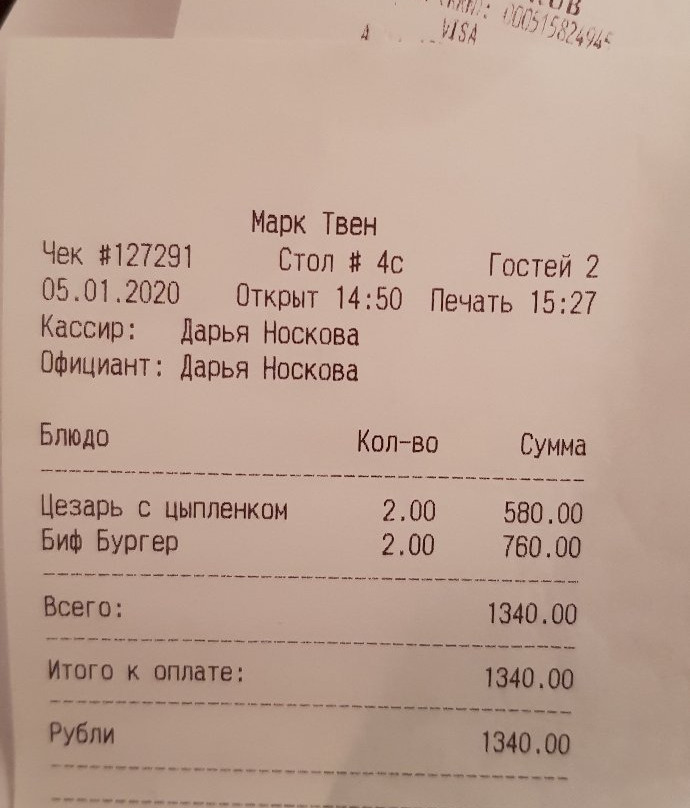 VISA
Марк Твен
Чек #127291 Стол # 4с Гостей 2
05.01.2020 Открыт 14:50 Печать 15:27
Кассир: Дарья Носкова
Официант: Дарья Носкова
Блюдо Кол-во Сумма
Цезарь с цыпленком 2.00 580.00
Биф Бургер 2.00 760.00
Всего: 1340.00
Итого к оплате: 1340.00
Рубли 1340.00